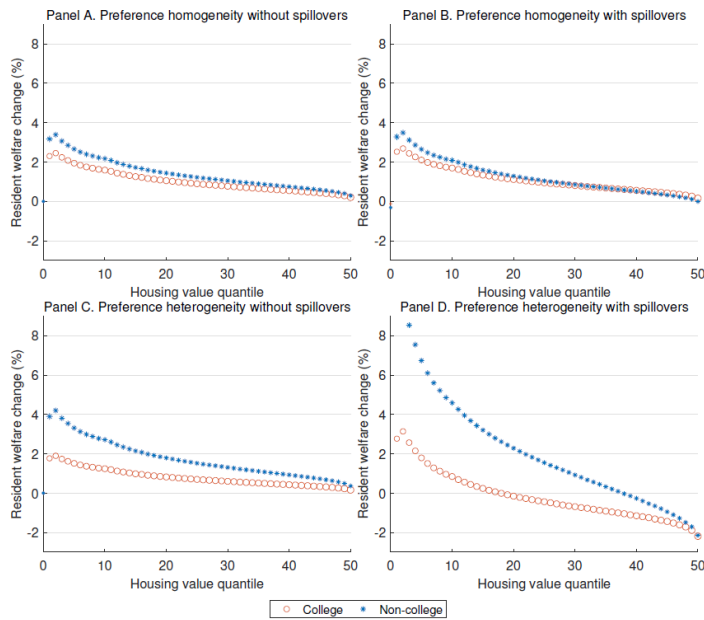 Panel A. Preference homogeneity without spillovers
Resident welfare change (%)
8
6
4
2
0
-2
0 10 20 30 40 50
Housing value quantile
Panel B. Preference homogeneity with spillovers
Resident welfare change (%)
8
6
4
2
0
-2
0 10 20 30 40 50
Housing value quantile
Panel C. Preference heterogeneity without spillovers
Resident welfare change (%)
8
6
4
2
0
-2
0 10 20 30 40 50
Housing value quantile
Panel D. Preference heterogeneity with spillovers
Resident welfare change (%)
8
6
4
2
0
-2
0 10 20 30 40 50
Housing value quantile
College Non-college